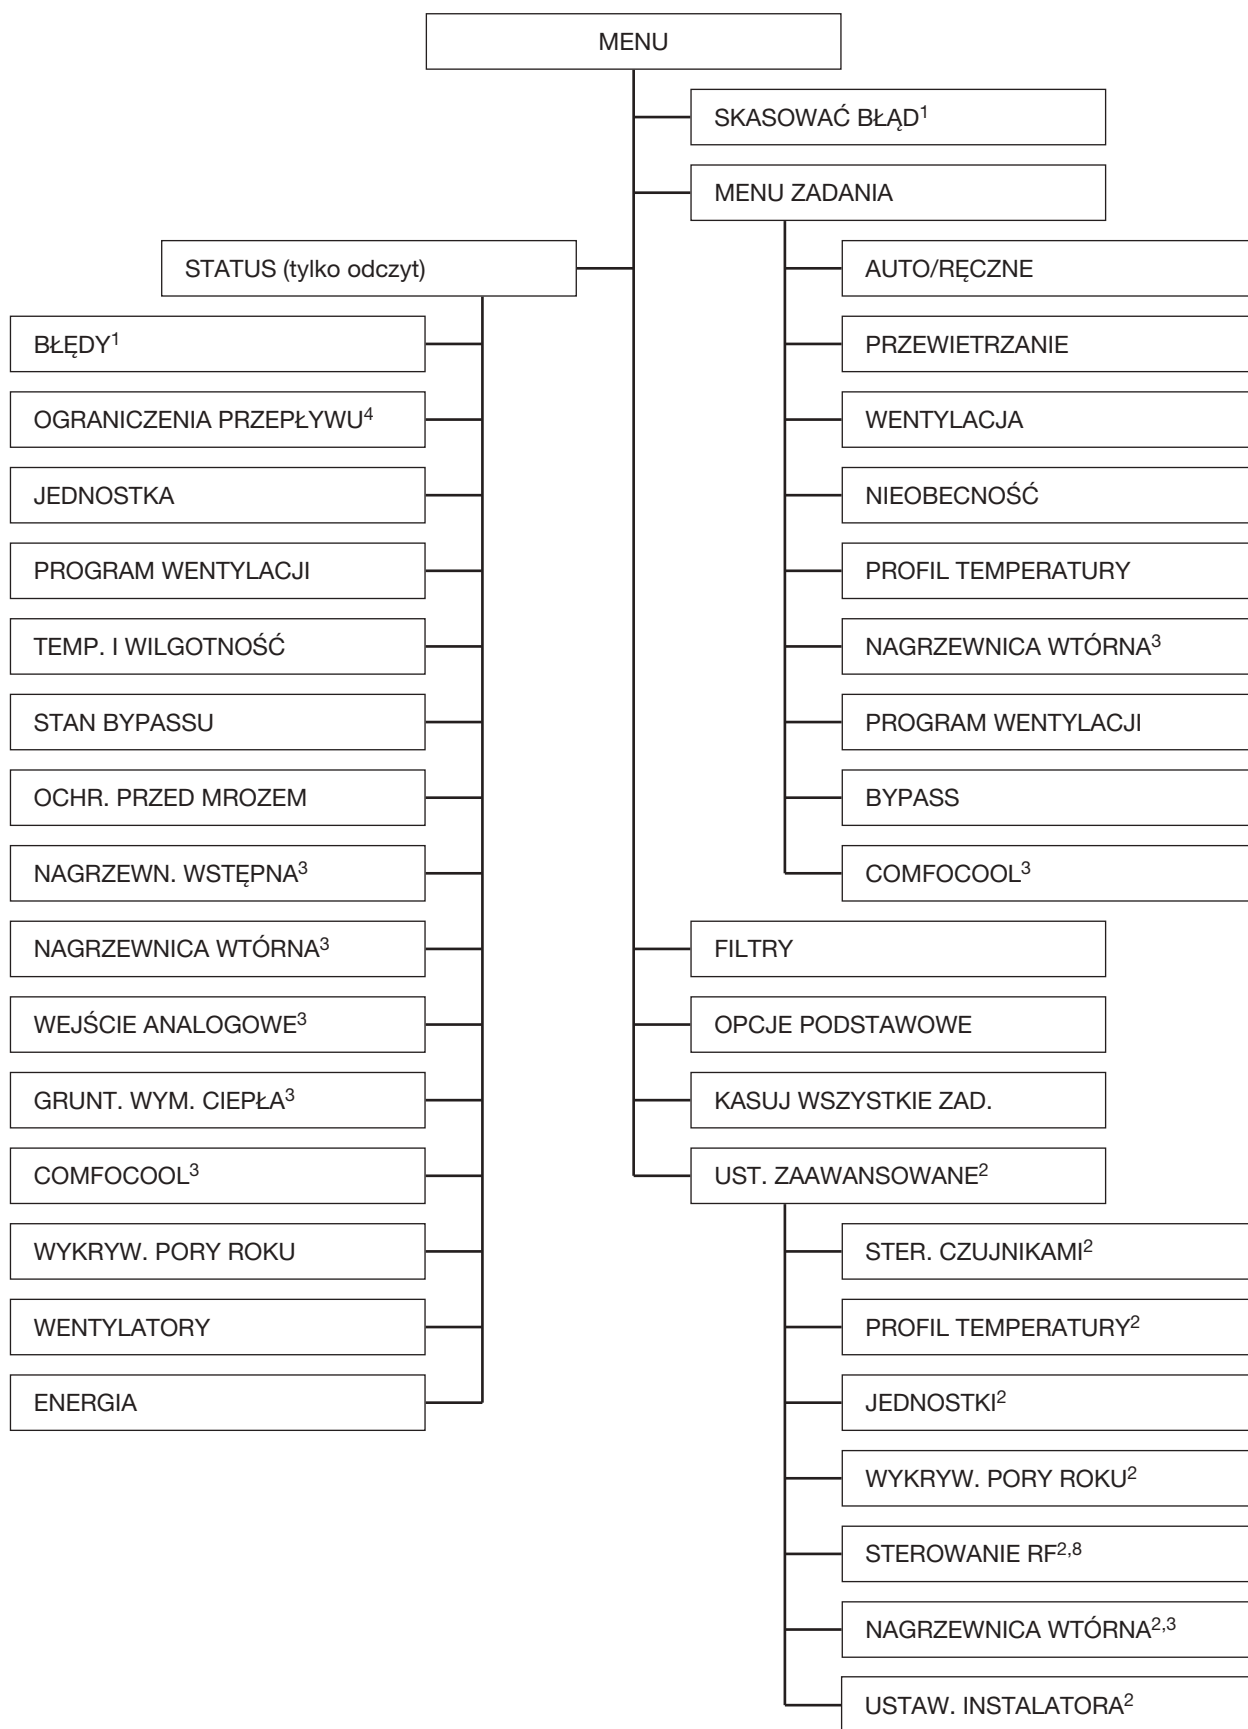 MENU
SKASOWAĆ BŁĄD¹
MENU ZADANIA
AUTO/RĘCZNE
PRZEWIETRZANIE
WENTYLACJA
NIEOBECNOŚĆ
PROFIL TEMPERATURY
NAGRZEWNICA WTÓRNA³
PROGRAM WENTYLACJI
BYPASS
COMFOCOOL³
STATUS (tylko odczyt)
BŁĘDY¹
OGRANICZENIA PRZEPŁYWU⁴
JEDNOSTKA
PROGRAM WENTYLACJI
TEMP. I WILGOTNOŚĆ
STAN BYPASSU
OCHR. PRZED MROZEM
NAGRZEWN. WSTĘPNA³
NAGRZEWNICA WTÓRNA³
WEJŚCIE ANALOGOWE³
GRUNT. WYM. CIEPŁA³
COMFOCOOL³
WYKRYW. PORY ROKU
WENTYLATORY
ENERGIA
FILTRY
OPCJE PODSTAWOWE
KASUJ WSZYSTKIE ZAD.
UST. ZAAWANSOWANE²
STER. CZUJNIKAMI²
PROFIL TEMPERATURY²
JEDNOSTKI²
WYKRYW. PORY ROKU²
STEROWANIE RF²,⁸
NAGRZEWNICA WTÓRNA²,³
USTAW. INSTALATORA²